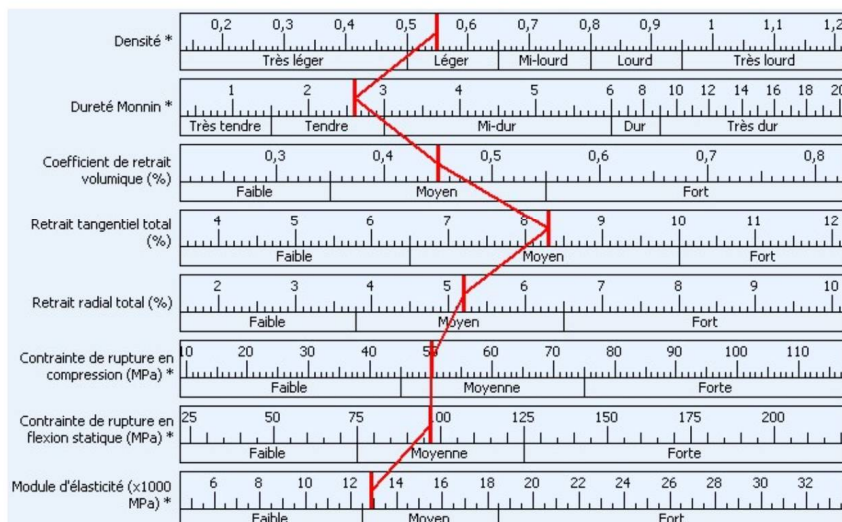 0,2 0,3 0,4 0,5 0,6 0,7 0,8 0,9 1 1,1 1,2
Densité *
Très léger Léger Mi-lourd Lourd Très lourd
1 2 3 4 5 6 8 10 12 14 16 18 20
Dureté Monnin *
Très tendre Tendre Mi-dur Dur Très dur
Coefficient de retrait
0,3 0,4 0,5 0,6 0,7 0,8
volumique (%)
Faible Moyen Fort
Retrait tangentiel total
4 5 6 7 8 9 10 11 12
(%)
Faible Moyen Fort
2 3 4 5 6 7 8 9 10
Retrait radial total (%)
Faible Moyen Fort
Contrainte de rupture en
10 20 30 40 50 60 70 80 90 100 110
compression (MPa) *
Faible Moyenne Forte
Contrainte de rupture en
25 50 75 100 125 150 175 200
flexion statique (MPa) *
Faible Moyenne Forte
Module d'élasticité (x1000
6 8 10 12 14 16 18 20 22 24 26 28 30 32
MPa) *
Faible Moyen Fort